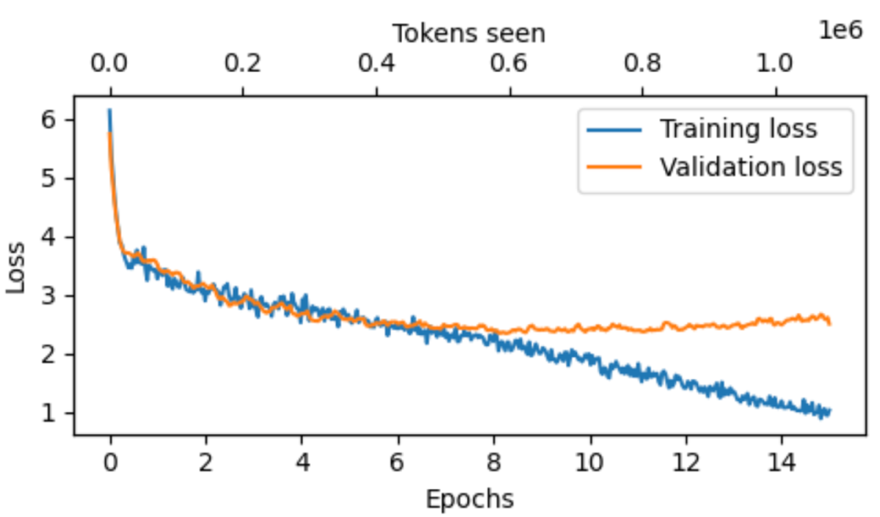 Tokens seen
1e6
0.0 0.2 0.4 0.6 0.8 1.0
6
5
4
3
2
1
Loss
Training loss
Validation loss
0 2 4 6 8 10 12 14
Epochs